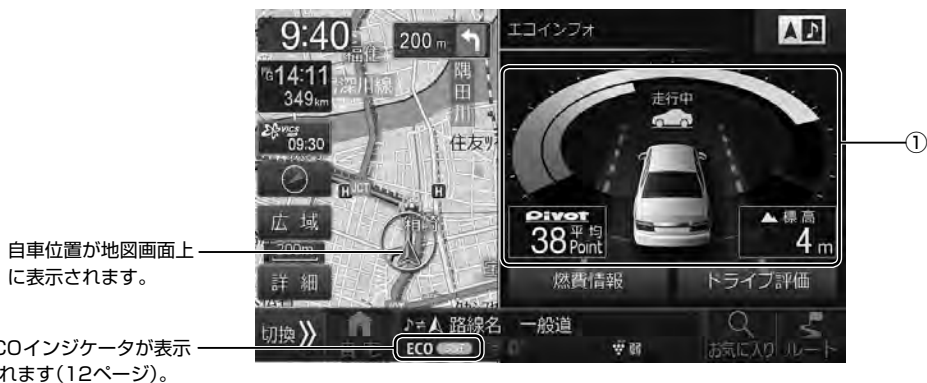 9:40
200 m
エコインフォ
14:11
349km
隅田川
走行中
VICS
09:30
住友
①
H
JCT
H
広域
Pivot
38 平均 Point
標高
4 m
自車位置が地図画面上
に表示されます。
200m
詳細
燃費情報
ドライブ評価
切換
自宅
路線名
一般道
お気に入り
ルート
ECO
COインジケータが表示
れます(12ページ)。